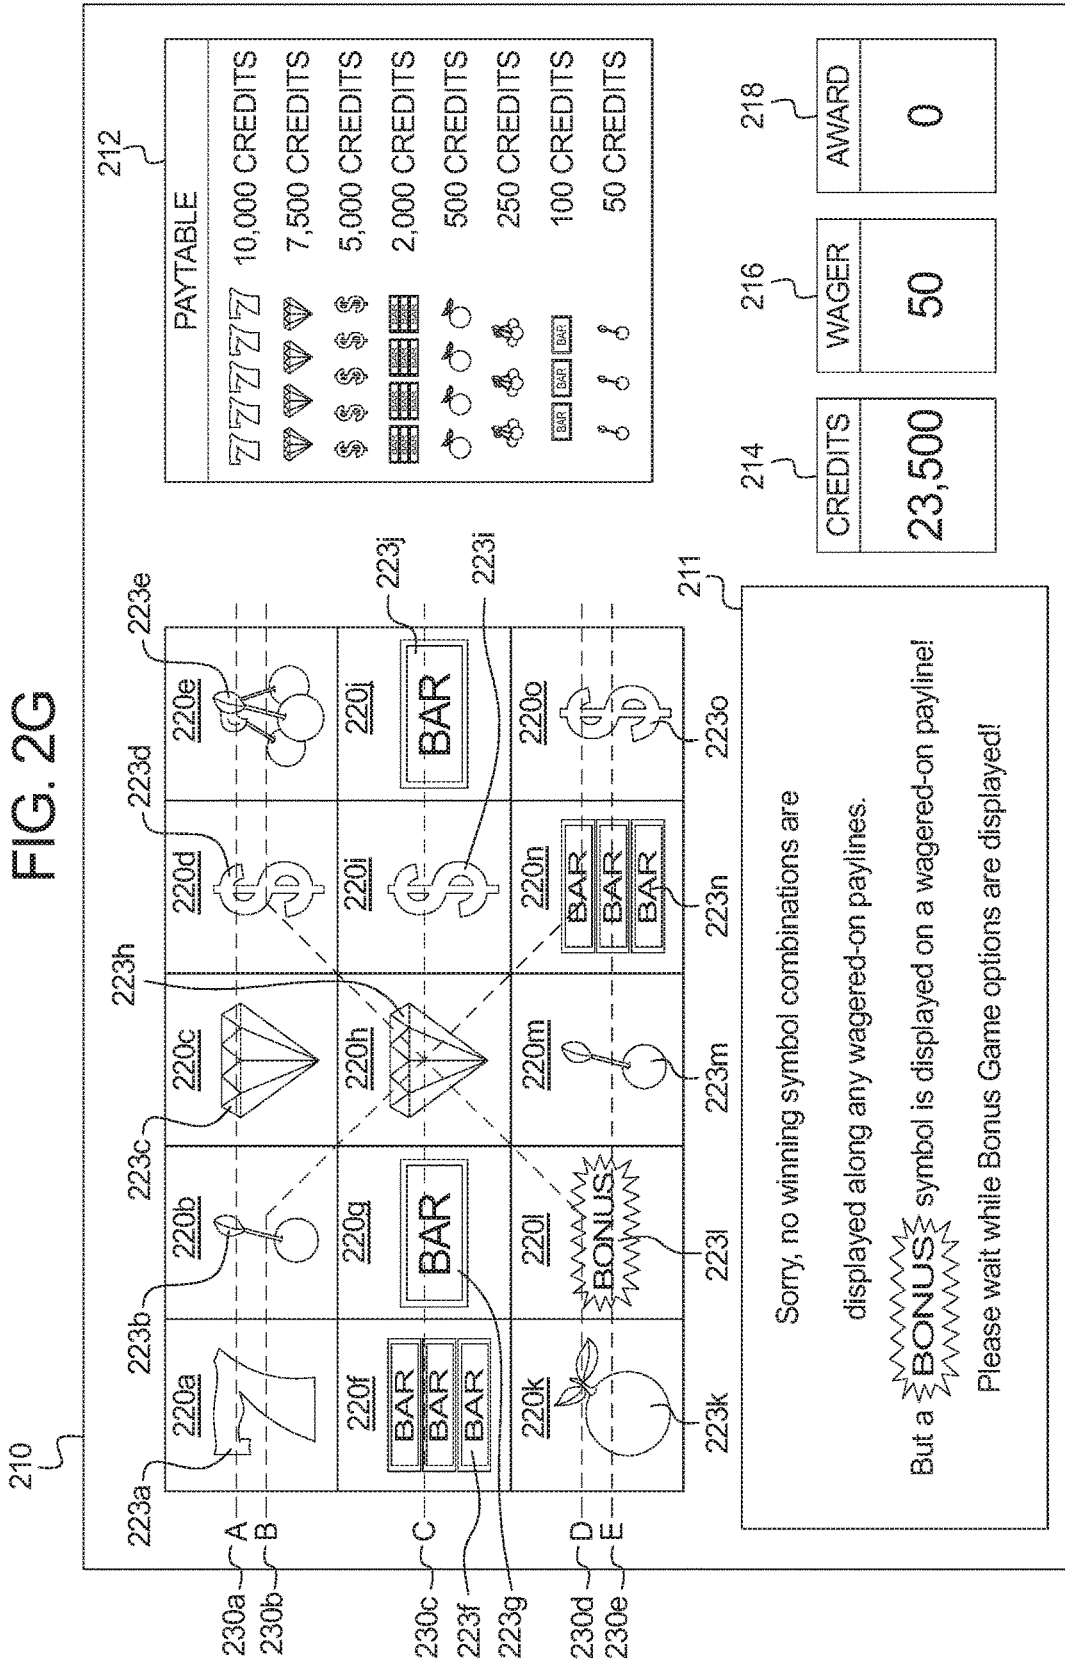 FIG. 2G
210
212
223a
223b
223c
223h
223d
223e
230a A
230b B
230c C
230d D
230e E
220a
220b
220c
220d
220e
220f
220g
220h
220i
220j
BAR
BAR
BAR
BAR
BAR
223f
223g
223j
223i
220k
220l
220m
220n
220o
BONUS
BAR
BAR
BAR
223k
223l
223m
223n
223o
PAYTABLE
7 7 7 7 7 10,000 CREDITS
7,500 CREDITS
$ $ $ $ $ 5,000 CREDITS
2,000 CREDITS
500 CREDITS
250 CREDITS
BAR BAR BAR 100 CREDITS
50 CREDITS
211
Sorry, no winning symbol combinations are
displayed along any wagered-on paylines.
But a BONUS symbol is displayed on a wagered-on payline!
Please wait while Bonus Game options are displayed!
214
216
218
CREDITS
23,500
WAGER
50
AWARD
0